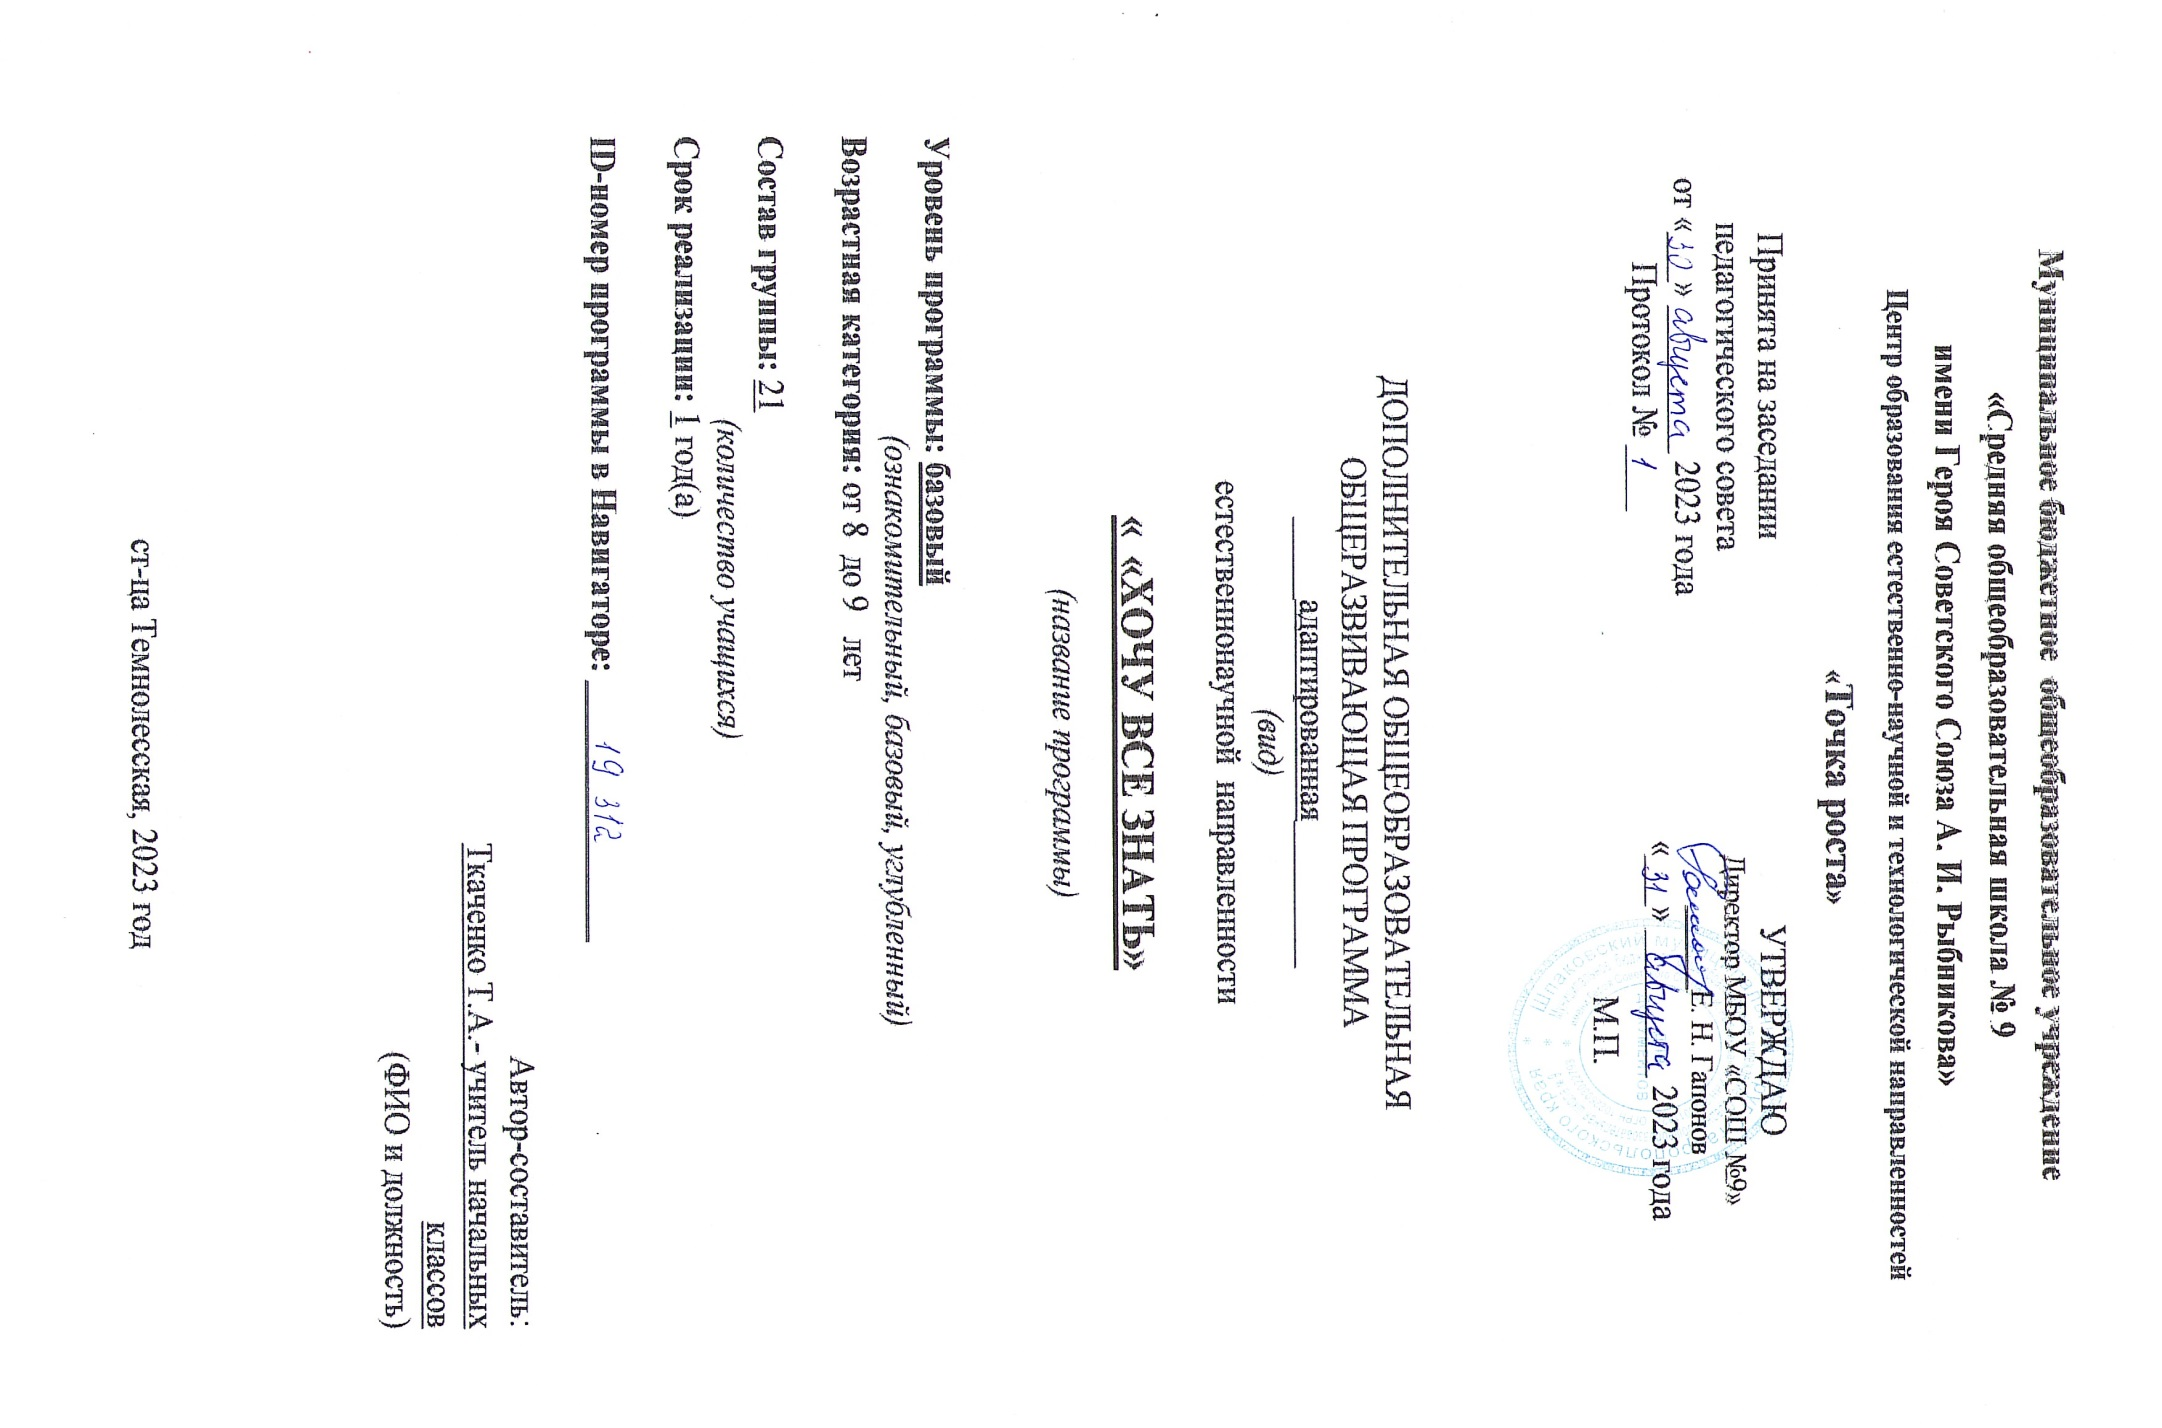 Муниципальное бюджетное общеобразовательное учреждение
«Средняя общеобразовательная школа № 9
имени Героя Советского Союза А. И. Рыбникова»
Центр образования естественно-научной и технологической направленностей
«Точка роста»
Принята на заседании
педагогического совета
от «30» августа 2023 года
Протокол № 1
УТВЕРЖДАЮ
Директор МБОУ «СОШ №9»
Е. Н. Гапонов
«31» августа 2023 года
М.П.
ДОПОЛНИТЕЛЬНАЯ ОБЩЕОБРАЗОВАТЕЛЬНАЯ
ОБЩЕРАЗВИВАЮЩАЯ ПРОГРАММА
адаптированная
(вид)
естественнонаучной направленности
« «ХОЧУ ВСЕ ЗНАТЬ»
(название программы)
Уровень программы: базовый
(ознакомительный, базовый, углубленный)
Возрастная категория: от 8 до 9 лет
Состав группы: 21
(количество учащихся)
Срок реализации: 1 год(а)
ID-номер программы в Навигаторе: 19 312
Автор-составитель:
Ткаченко Т.А.- учитель начальных
классов
(ФИО и должность)
ст-ца Темнолесская, 2023 год